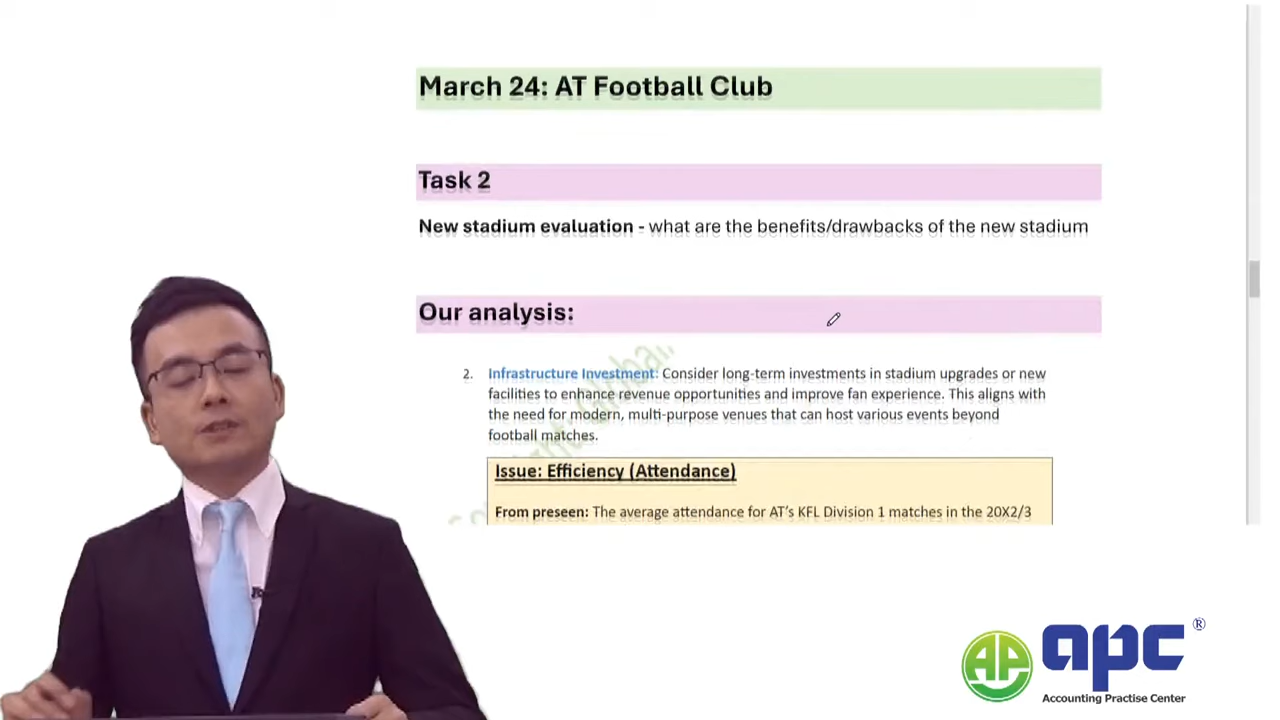 March 24: AT Football Club
Task 2
New stadium evaluation - what are the benefits/drawbacks of the new stadium
Our analysis:
2. Infrastructure Investment: Consider long-term investments in stadium upgrades or new
facilities to enhance revenue opportunities and improve fan experience. This aligns with
the need for modern, multi-purpose venues that can host various events beyond
football matches.
Issue: Efficiency (Attendance)
From preseen: The average attendance for AT's KFL Division 1 matches in the 20X2/3
AP
apc®
Accounting Practise Center